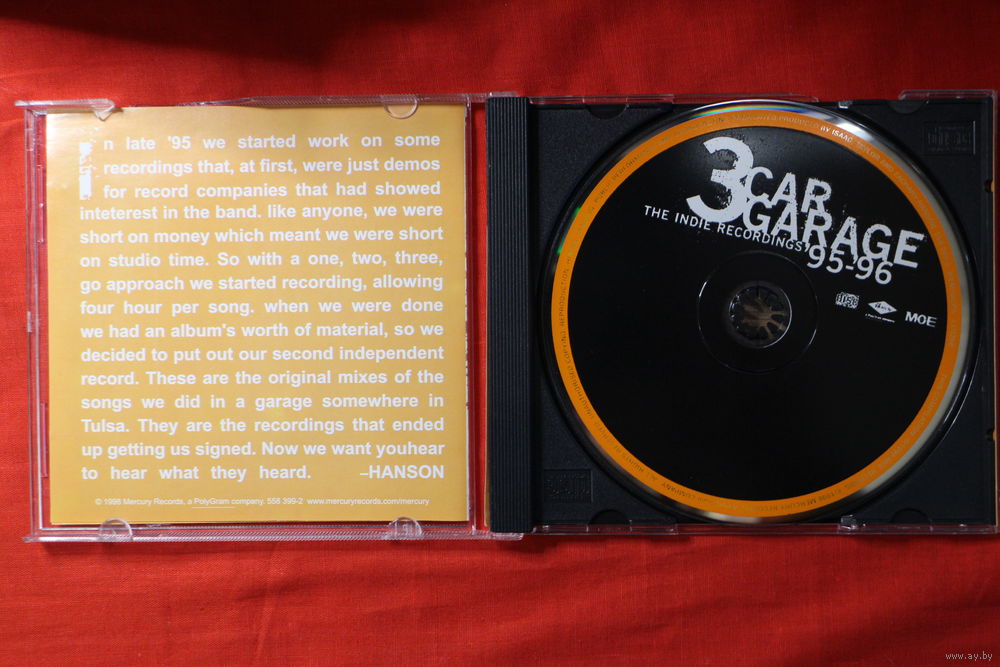 In late '95 we started work on some
recordings that, at first, were just demos
for record companies that had showed
inteterest in the band. like anyone, we were
short on money which meant we were short
on studio time. So with a one, two, three,
go approach we started recording, allowing
four hour per song. when we were done
we had an album's worth of material, so we
decided to put out our second independent
record. These are the original mixes of the
songs we did in a garage somewhere in
Tulsa. They are the recordings that ended
up getting us signed. Now we want youhear
to hear what they heard. –HANSON
© 1998 Mercury Records, a PolyGram company. 558 399-2 www.mercuryrecords.com/mercury
3 CAR
GARAGE
THE INDIE RECORDINGS '95-'96
MOE
www.ay.by